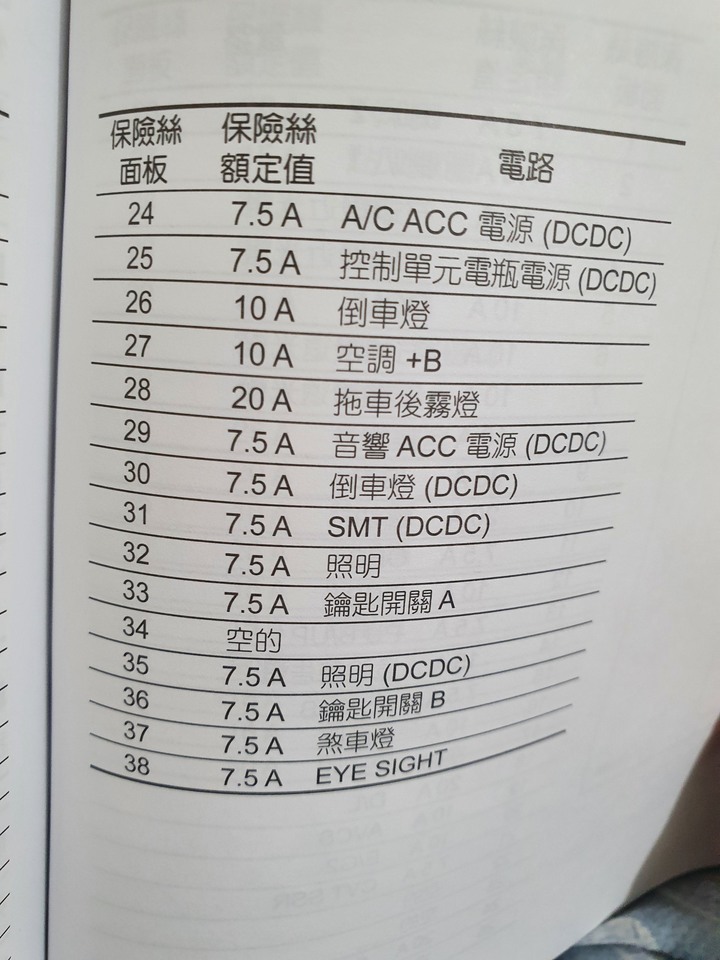 保險絲 保險絲 電路
面板 額定值
24 7.5 A A/C ACC 電源 (DCDC)
25 7.5 A 控制單元電瓶電源 (DCDC)
26 10 A 倒車燈
27 10 A 空調 +B
28 20 A 拖車後霧燈
29 7.5 A 音響 ACC 電源 (DCDC)
30 7.5 A 倒車燈 (DCDC)
31 7.5 A SMT (DCDC)
32 7.5 A 照明
33 7.5 A 鑰匙開關 A
34 空的
35 7.5 A 照明 (DCDC)
36 7.5 A 鑰匙開關 B
37 7.5 A 煞車燈
38 7.5 A EYE SIGHT